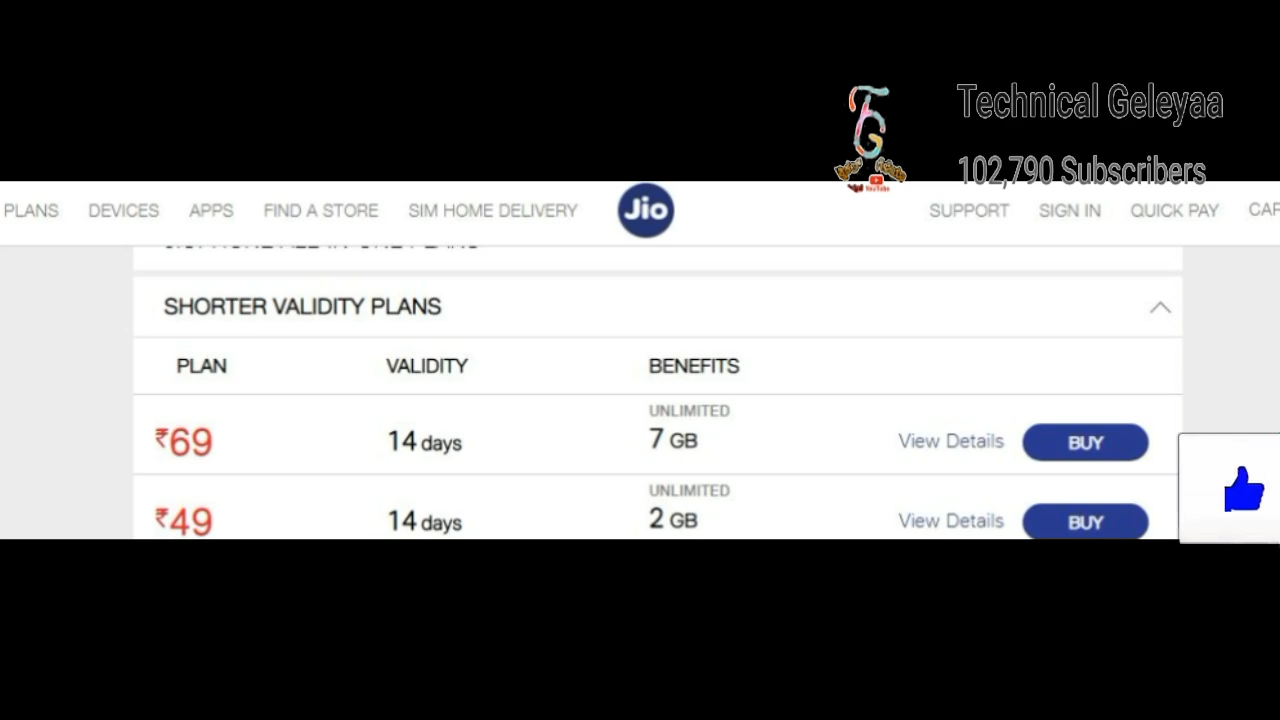 Technical Geleyaa
102,790 Subscribers
YouTube
PLANS DEVICES APPS FIND A STORE SIM HOME DELIVERY Jio SUPPORT SIGN IN QUICK PAY
SHORTER VALIDITY PLANS
PLAN VALIDITY BENEFITS
UNLIMITED
₹69 14 days 7 GB View Details BUY
UNLIMITED
₹49 14 days 2 GB View Details BUY